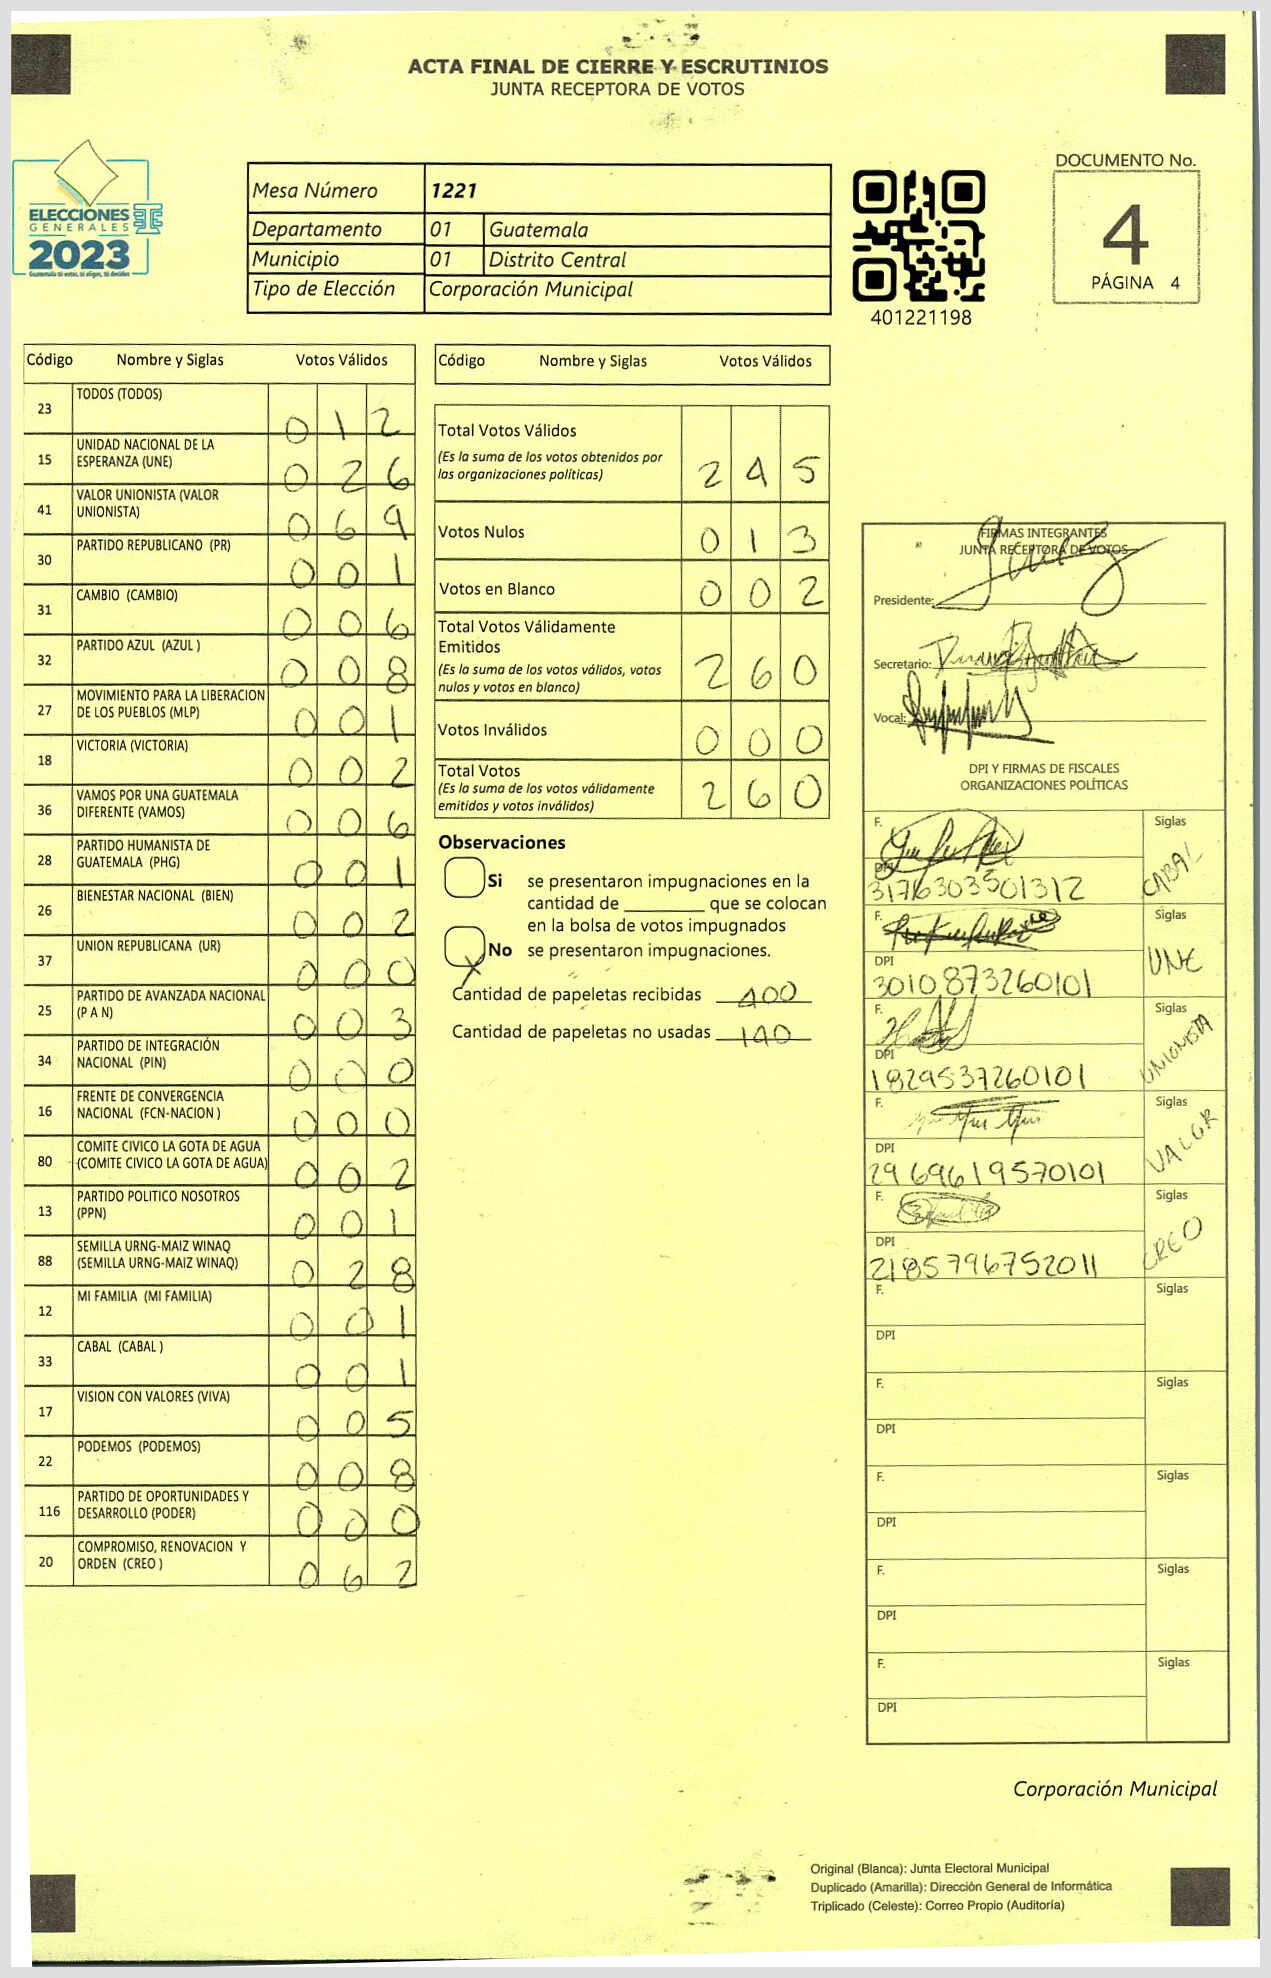 ACTA FINAL DE CIERRE Y ESCRUTINIOS
JUNTA RECEPTORA DE VOTOS
ELECCIONES
GENERALES
2023
Guatemala tú votas, tú eliges, tú decides
Mesa Número 1221
Departamento 01 Guatemala
Municipio 01 Distrito Central
Tipo de Elección Corporación Municipal
401221198
DOCUMENTO No.
4
PÁGINA 4
Código Nombre y Siglas Votos Válidos
23 TODOS (TODOS) 0 1 2
15 UNIDAD NACIONAL DE LA
ESPERANZA (UNE) 0 2 6
41 VALOR UNIONISTA (VALOR
UNIONISTA) 0 6 9
30 PARTIDO REPUBLICANO (PR) 0 0 1
31 CAMBIO (CAMBIO) 0 0 6
32 PARTIDO AZUL (AZUL ) 0 0 8
27 MOVIMIENTO PARA LA LIBERACION
DE LOS PUEBLOS (MLP) 0 0 1
18 VICTORIA (VICTORIA) 0 0 2
36 VAMOS POR UNA GUATEMALA
DIFERENTE (VAMOS) 0 0 6
28 PARTIDO HUMANISTA DE
GUATEMALA (PHG) 0 0 1
26 BIENESTAR NACIONAL (BIEN) 0 0 2
37 UNION REPUBLICANA (UR) 0 0 0
25 PARTIDO DE AVANZADA NACIONAL
(P A N) 0 0 3
34 PARTIDO DE INTEGRACIÓN
NACIONAL (PIN) 0 0 0
16 FRENTE DE CONVERGENCIA
NACIONAL (FCN-NACION ) 0 0 0
80 COMITE CIVICO LA GOTA DE AGUA
(COMITE CIVICO LA GOTA DE AGUA) 0 0 2
13 PARTIDO POLITICO NOSOTROS
(PPN) 0 0 1
88 SEMILLA URNG-MAIZ WINAQ
(SEMILLA URNG-MAIZ WINAQ) 0 2 8
12 MI FAMILIA (MI FAMILIA) 0 0 1
33 CABAL (CABAL ) 0 0 1
17 VISION CON VALORES (VIVA) 0 0 5
22 PODEMOS (PODEMOS) 0 0 8
116 PARTIDO DE OPORTUNIDADES Y
DESARROLLO (PODER) 0 0 0
20 COMPROMISO, RENOVACION Y
ORDEN (CREO ) 0 6 2
Código Nombre y Siglas Votos Válidos
Total Votos Válidos
(Es la suma de los votos obtenidos por
las organizaciones políticas) 2 4 5
Votos Nulos 0 1 3
Votos en Blanco 0 0 2
Total Votos Válidamente
Emitidos
(Es la suma de los votos válidos, votos
nulos y votos en blanco) 2 6 0
Votos Inválidos 0 0 0
Total Votos
(Es la suma de los votos válidamente
emitidos y votos inválidos) 2 6 0
Observaciones
Si se presentaron impugnaciones en la
cantidad de ________ que se colocan
en la bolsa de votos impugnados
X No se presentaron impugnaciones.
Cantidad de papeletas recibidas 400
Cantidad de papeletas no usadas 140
FIRMAS INTEGRANTES
JUNTA RECEPTORA DE VOTOS
Presidente:
Secretario:
Vocal:
DPI Y FIRMAS DE FISCALES
ORGANIZACIONES POLÍTICAS
F. Siglas
DPI 3176303501312 CABAL
F. Siglas
DPI 3010873260101 UNE
F. Siglas
DPI 1829537260101 UNIONISTA
F. Siglas
DPI 2969619570101 VALOR
F. Siglas
DPI 2185796752011 CREO
F. Siglas
DPI
F. Siglas
DPI
F. Siglas
DPI
F. Siglas
DPI
F. Siglas
DPI
Corporación Municipal
Original (Blanca): Junta Electoral Municipal
Duplicado (Amarilla): Dirección General de Informática
Triplicado (Celeste): Correo Propio (Auditoría)